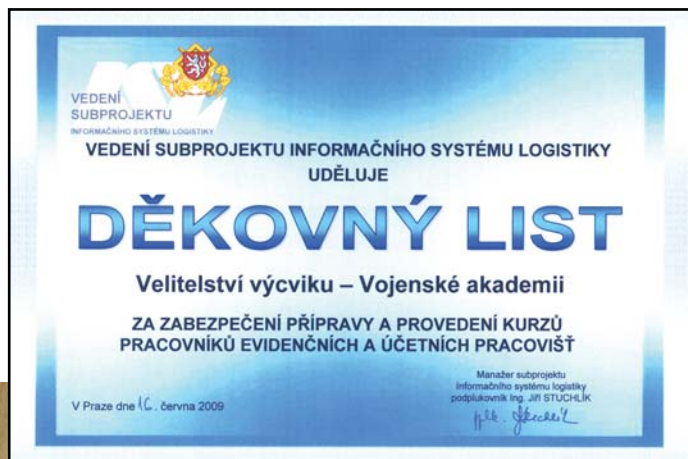 VEDENÍ
SUBPROJEKTU
INFORMAČNÍHO SYSTÉMU LOGISTIKY
VEDENÍ SUBPROJEKTU INFORMAČNÍHO SYSTÉMU LOGISTIKY
UDĚLUJE
DĚKOVNÝ LIST
Velitelství výcviku – Vojenské akademii
ZA ZABEZPEČENÍ PŘÍPRAVY A PROVEDENÍ KURZŮ
PRACOVNÍKŮ EVIDENČNÍCH A ÚČETNÍCH PRACOVIŠŤ
V Praze dne 16. června 2009
Manažer subprojektu
Informačního systému logistiky
podplukovník Ing. Jiří STUCHLÍK